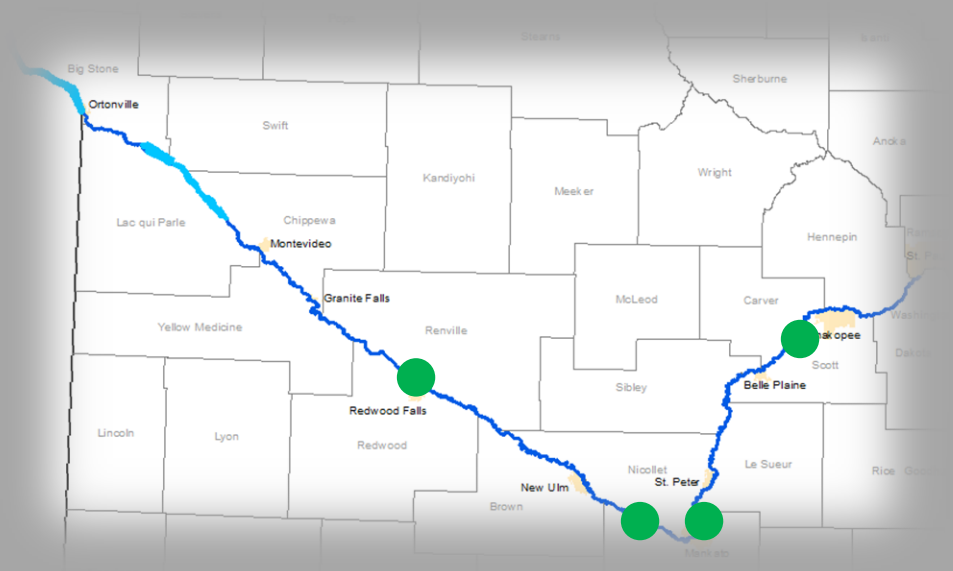 Stearns
Big Stone
Sherburne
Ortonville
Swift
Anoka
Kandiyohi
Wright
Meeker
Lac qui Parle
Chippewa
Hennepin
Montevideo
Granite Falls
McLeod
Carver
Yellow Medicine
Renville
Scott
Belle Plaine
Sibley
Redwood Falls
Lincoln
Lyon
Redwood
Nicollet
Le Sueur
Rice
St. Peter
New Ulm
Brown
Mankato